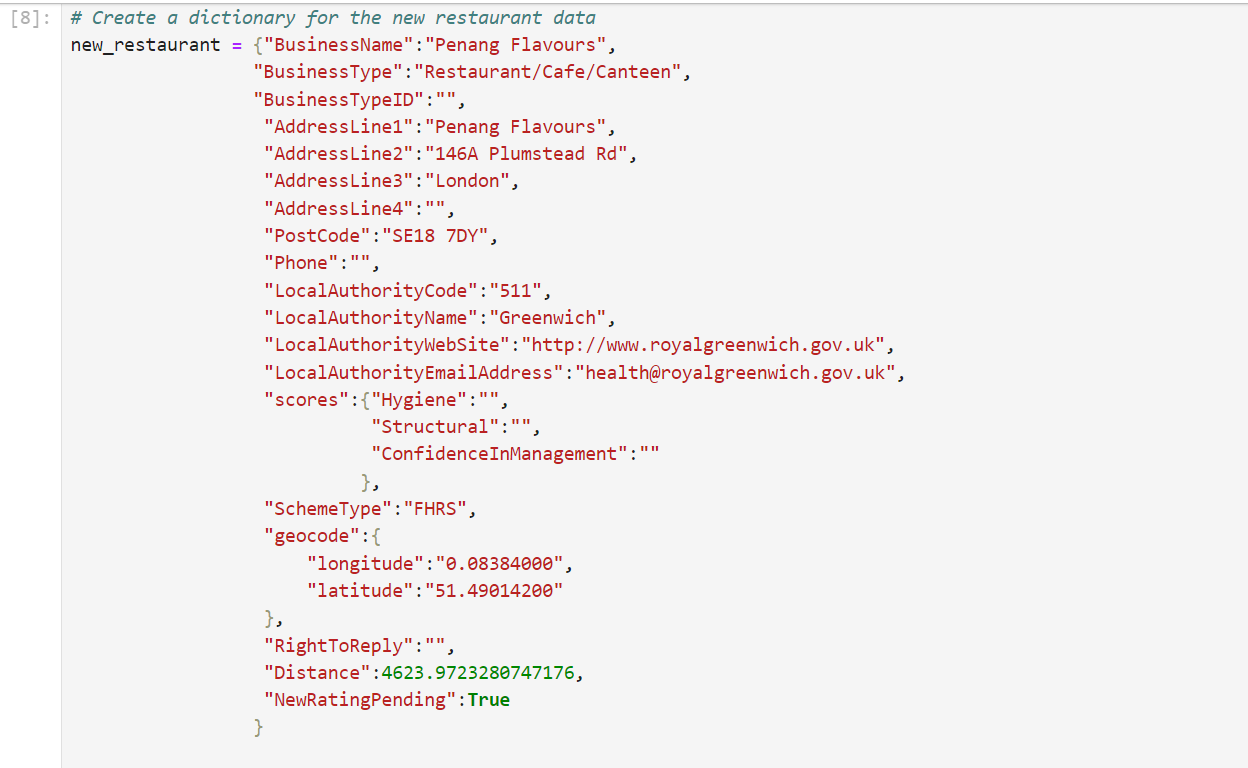 [8]: # Create a dictionary for the new restaurant data
new_restaurant = {"BusinessName":"Penang Flavours",
"BusinessType":"Restaurant/Cafe/Canteen",
"BusinessTypeID":"",
"AddressLine1":"Penang Flavours",
"AddressLine2":"146A Plumstead Rd",
"AddressLine3":"London",
"AddressLine4":"",
"PostCode":"SE18 7DY",
"Phone":"",
"LocalAuthorityCode":"511",
"LocalAuthorityName":"Greenwich",
"LocalAuthorityWebSite":"http://www.royalgreenwich.gov.uk",
"LocalAuthorityEmailAddress":"health@royalgreenwich.gov.uk",
"scores":{"Hygiene":"",
"Structural":"",
"ConfidenceInManagement":""
},
"SchemeType":"FHRS",
"geocode":{
"longitude":"0.08384000",
"latitude":"51.49014200"
},
"RightToReply":"",
"Distance":4623.9723280747176,
"NewRatingPending":True
}